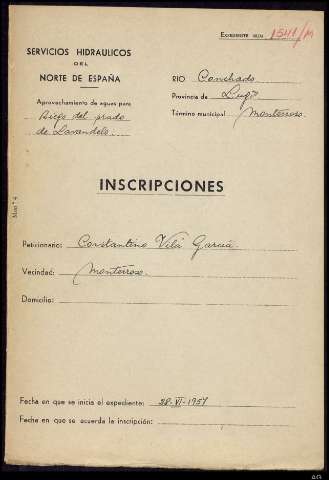 EXPEDIENTE NÚM. 1541/M
SERVICIOS HIDRAULICOS
DEL
NORTE DE ESPAÑA
Aprovechamiento de aguas para
Riego del prado
de Lavandelo
RIO Conchado
Provincia de Lugo
Término municipal Monterroso.
INSCRIPCIONES
Peticionario: Constantino Vila García
Vecindad: Monterroso.
Domicilio:
Fecha en que se inicia el expediente: 28-VI-1957
Fecha en que se acuerda la inscripción: